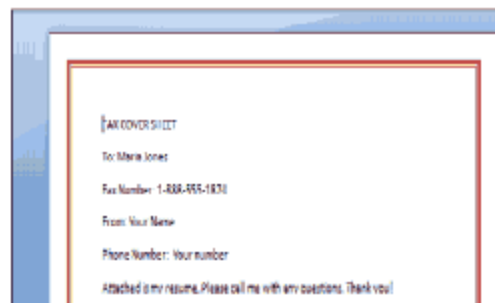 FAX COVER SHEET
To: Maria Jones
Fax Number: 1-888-555-1874
From: Your Name
Phone Number: Your number
Attached is my resume. Please call me with any questions. Thank you!